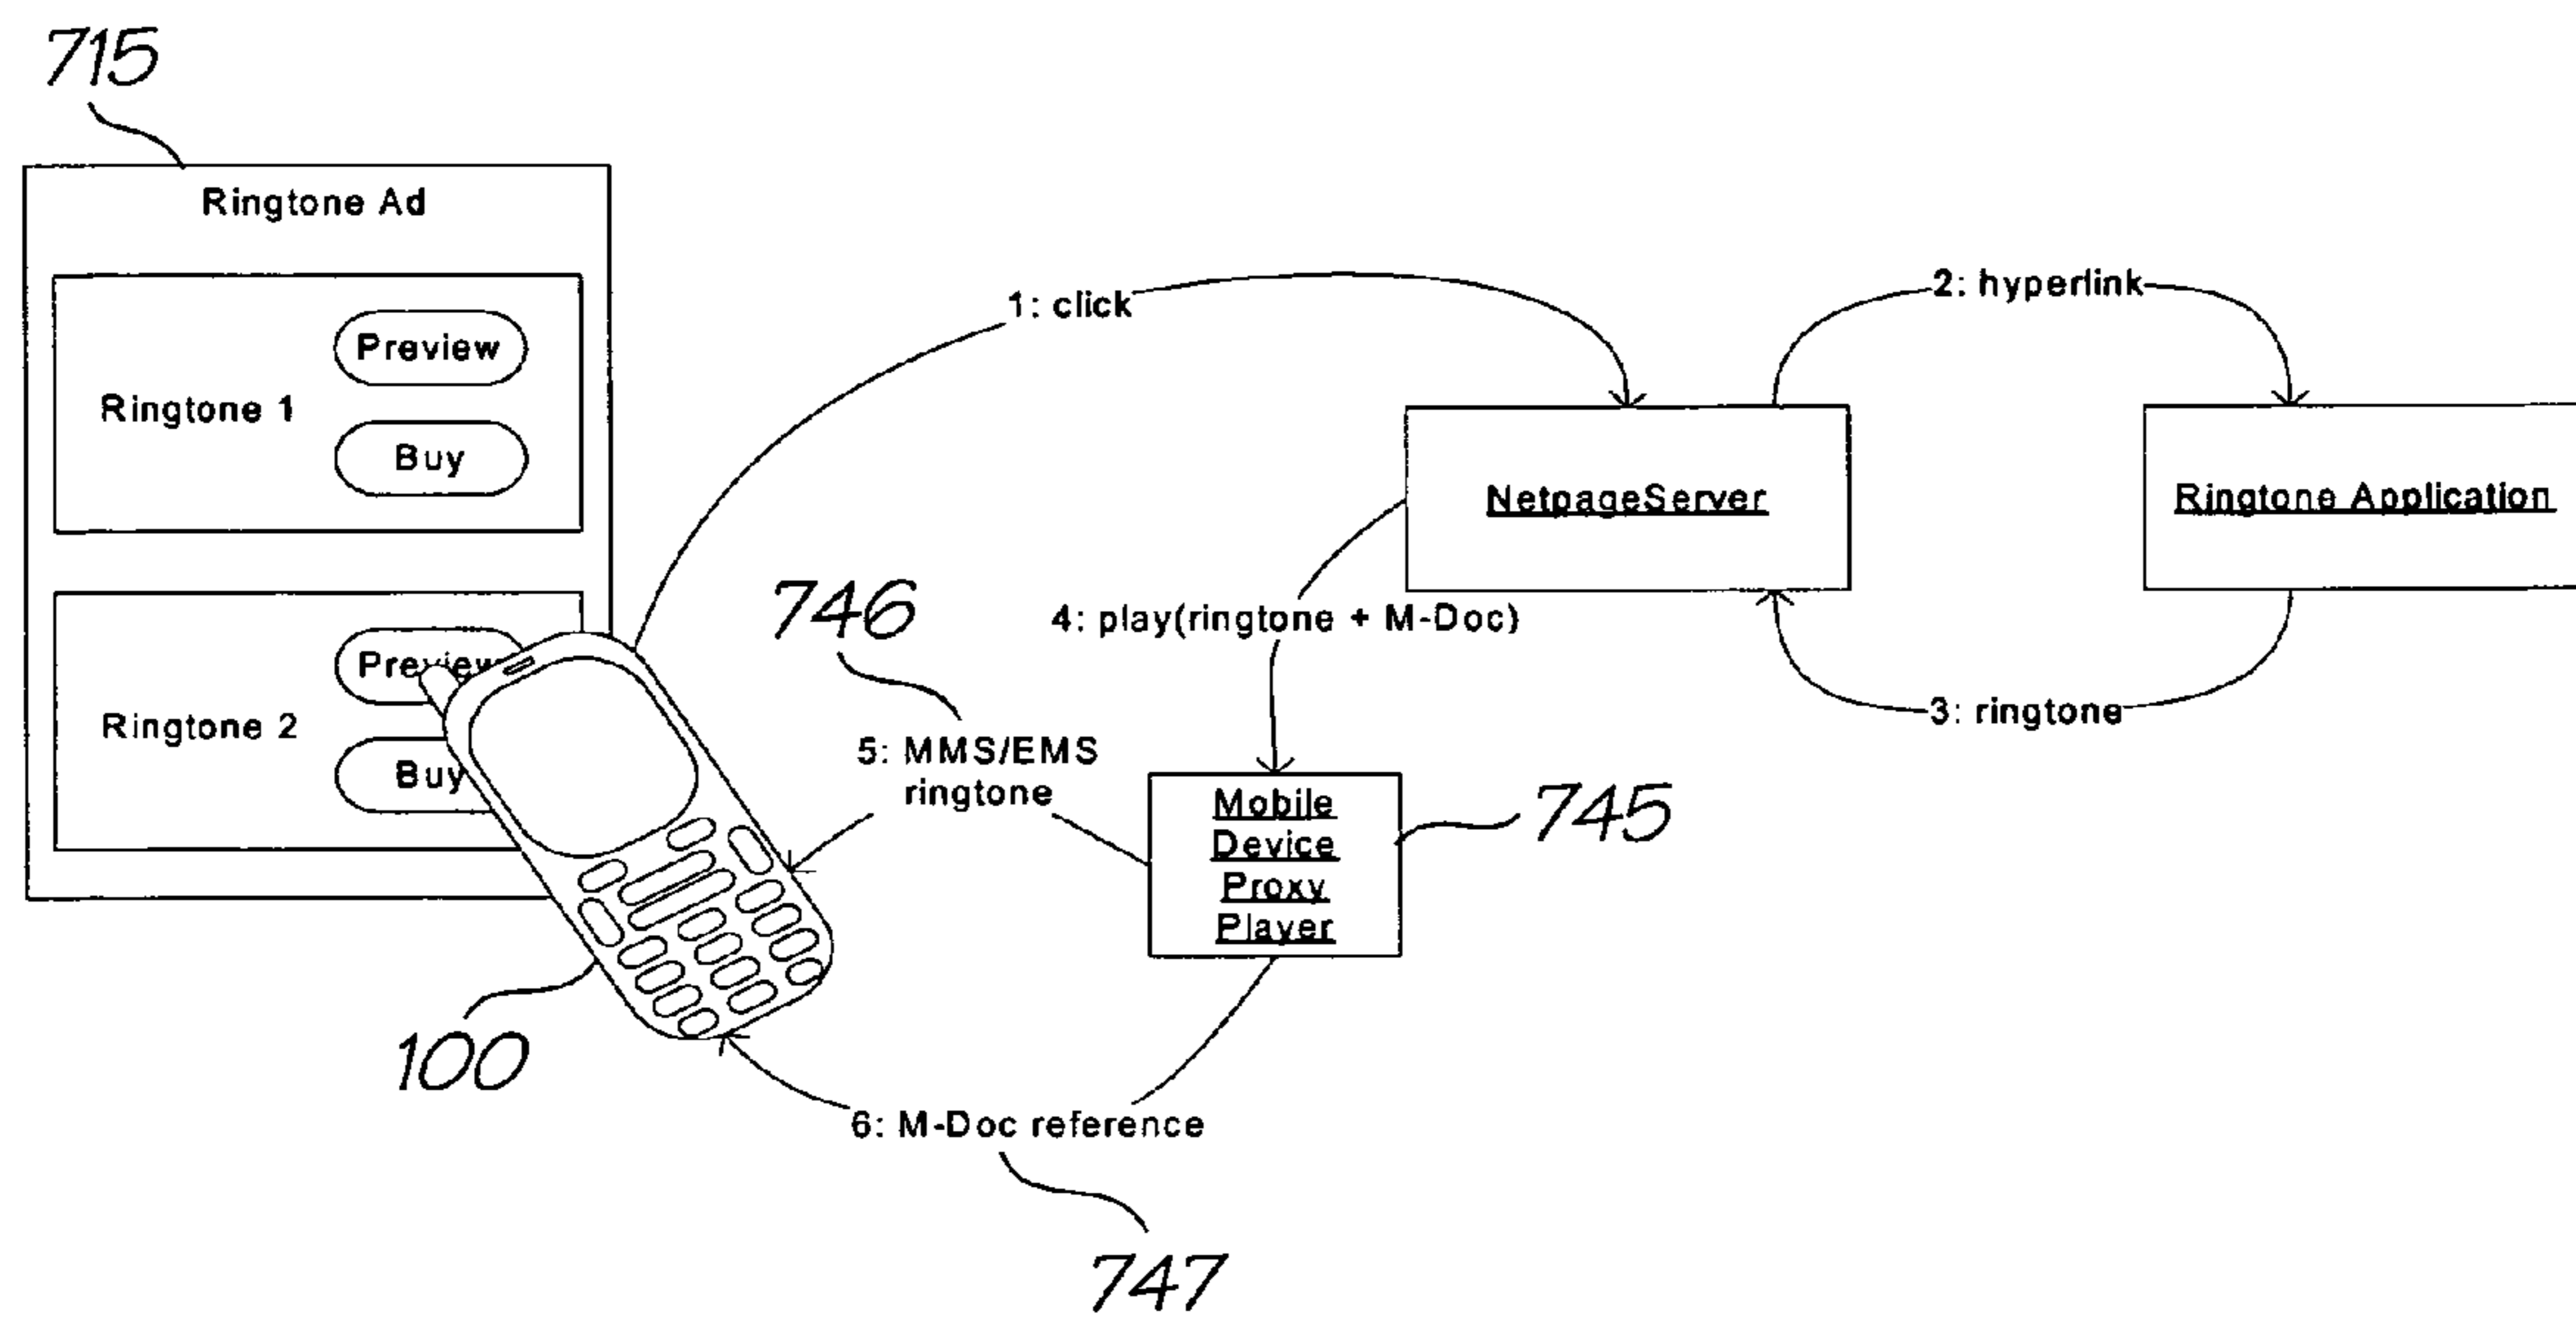 715
Ringtone Ad
Preview
Ringtone 1
Buy
Preview
Ringtone 2
Buy
100
1: click
2: hyperlink
NetpageServer
Ringtone Application
3: ringtone
4: play(ringtone + M-Doc)
746
5: MMS/EMS
ringtone
Mobile
Device
Proxy
Player
745
6: M-Doc reference
747